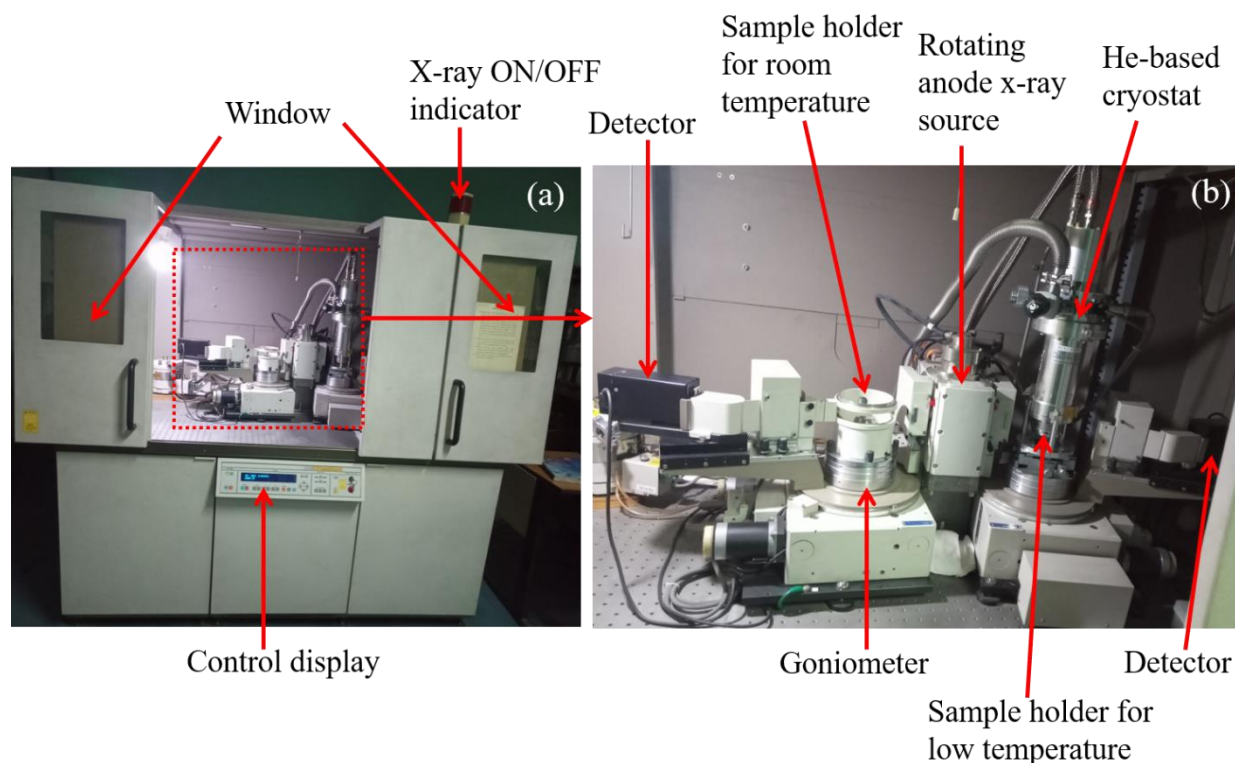 Window
X-ray ON/OFF
indicator
Detector
Sample holder
for room
temperature
Rotating
anode x-ray
source
He-based
cryostat
(a)
(b)
Control display
Goniometer
Detector
Sample holder for
low temperature